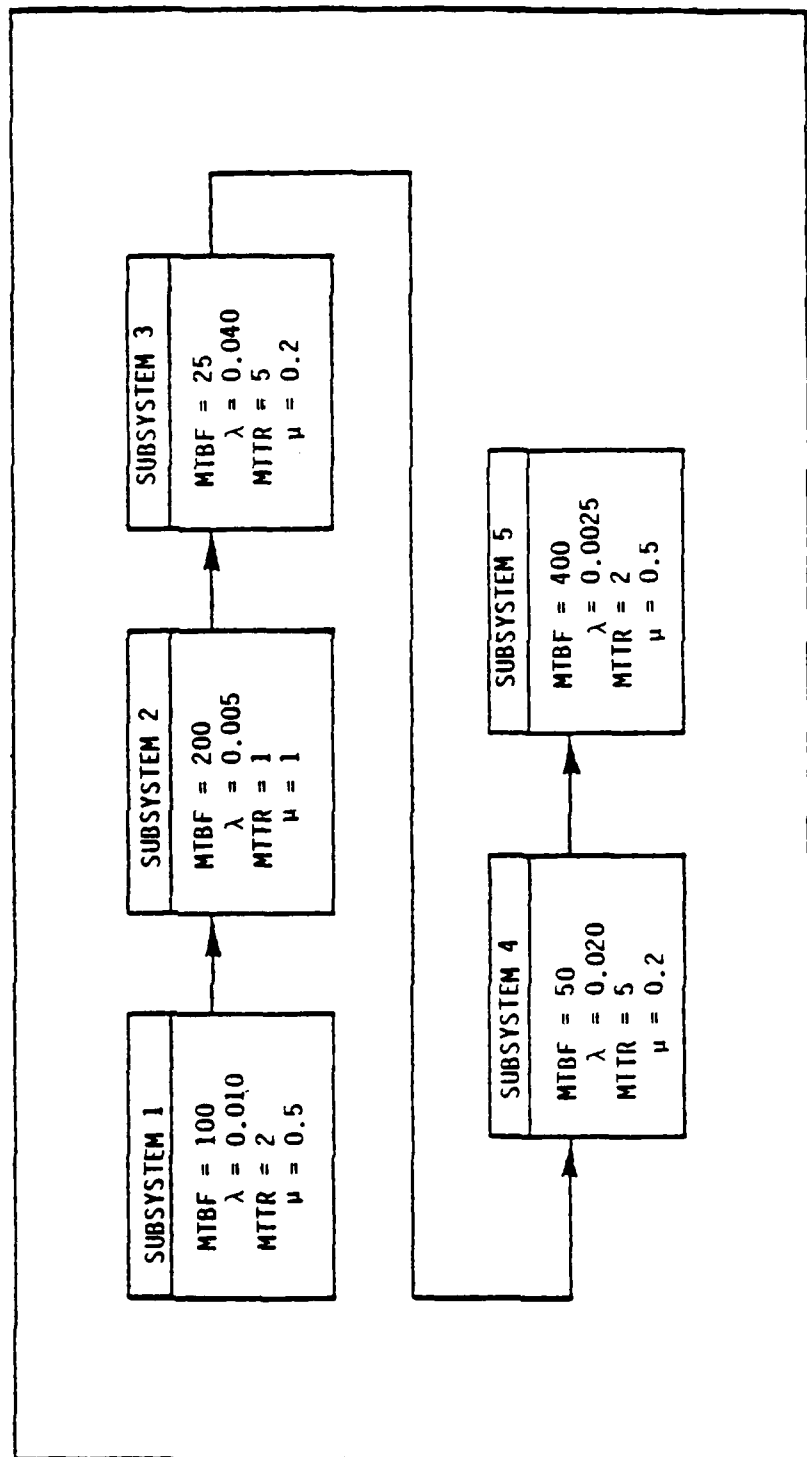 SUBSYSTEM 1
MTBF = 100
λ = 0.010
MTTR = 2
μ = 0.5
SUBSYSTEM 2
MTBF = 200
λ = 0.005
MTTR = 1
μ = 1
SUBSYSTEM 3
MTBF = 25
λ = 0.040
MTTR = 5
μ = 0.2
SUBSYSTEM 4
MTBF = 50
λ = 0.020
MTTR = 5
μ = 0.2
SUBSYSTEM 5
MTBF = 400
λ = 0.0025
MTTR = 2
μ = 0.5